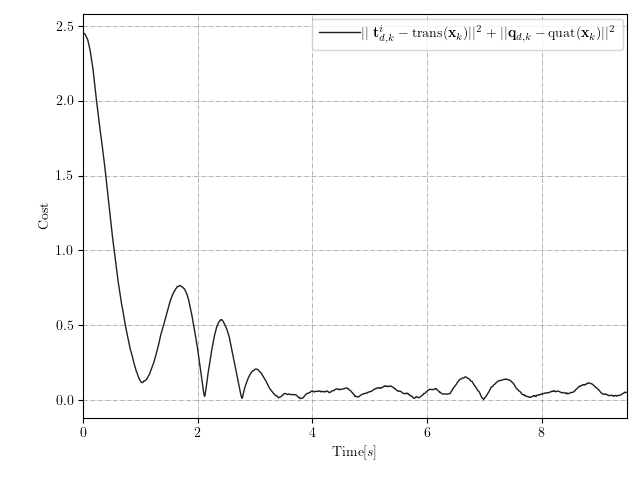 || t^i_{d,k} − trans(x_k)||² + ||q_{d,k} − quat(x_k)||²
2.5
2.0
1.5
1.0
0.5
0.0
Cost
0 2 4 6 8
Time[s]